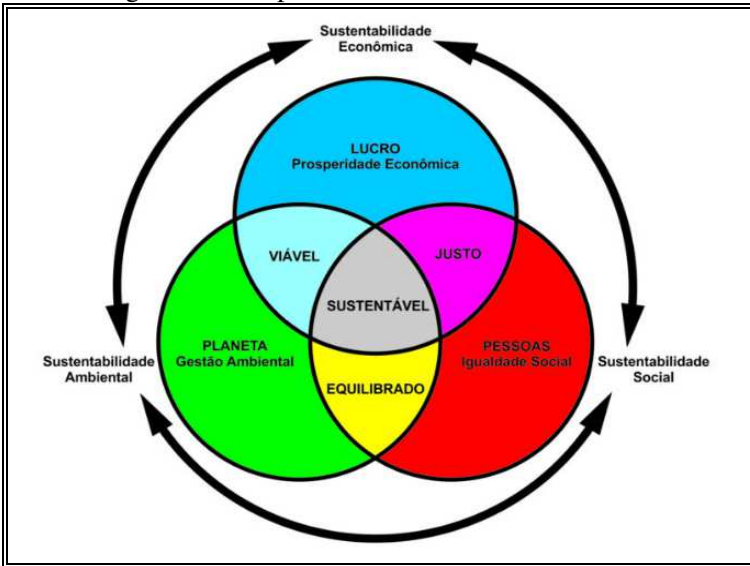 Sustentabilidade
Econômica
LUCRO
Prosperidade Econômica
VIÁVEL
JUSTO
SUSTENTÁVEL
PLANETA
Gestão Ambiental
PESSOAS
Igualdade Social
Sustentabilidade
Ambiental
Sustentabilidade
Social
EQUILIBRADO